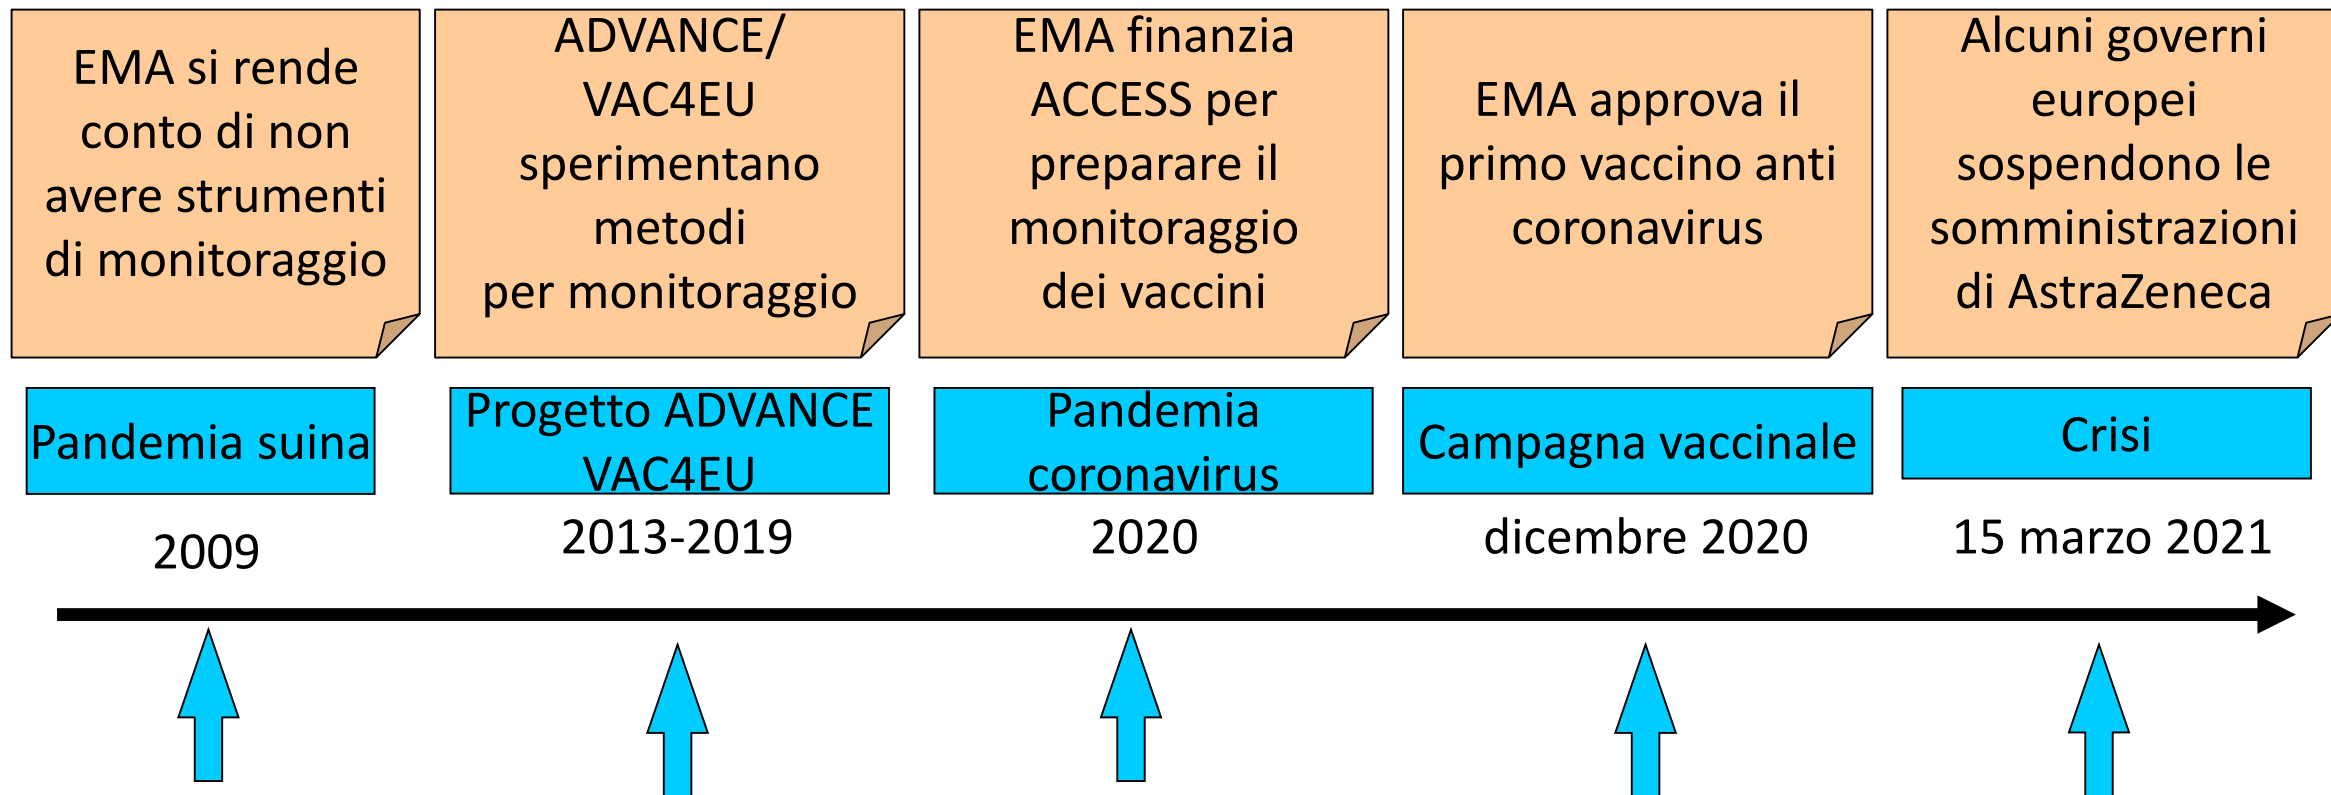 EMA si rende
conto di non
avere strumenti
di monitoraggio
ADVANCE/
VAC4EU
sperimentano
metodi
per monitoraggio
EMA finanzia
ACCESS per
preparare il
monitoraggio
dei vaccini
EMA approva il
primo vaccino anti
coronavirus
Alcuni governi
europei
sospendono le
somministrazioni
di AstraZeneca
Pandemia suina
Progetto ADVANCE
VAC4EU
Pandemia
coronavirus
Campagna vaccinale
Crisi
2009
2013-2019
2020
dicembre 2020
15 marzo 2021